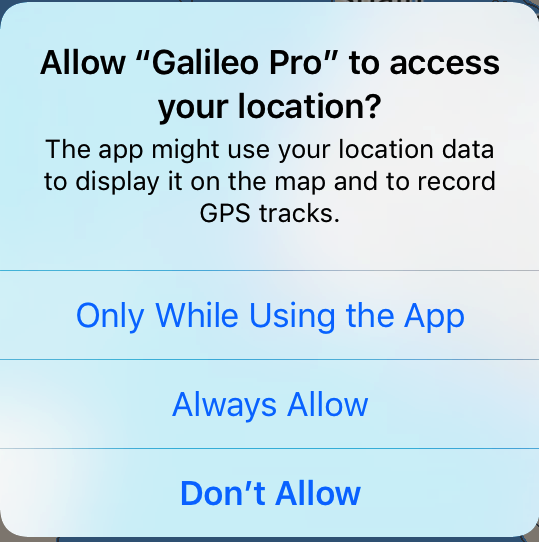 Allow “Galileo Pro” to access
your location?
The app might use your location data
to display it on the map and to record
GPS tracks.
Only While Using the App
Always Allow
Don’t Allow